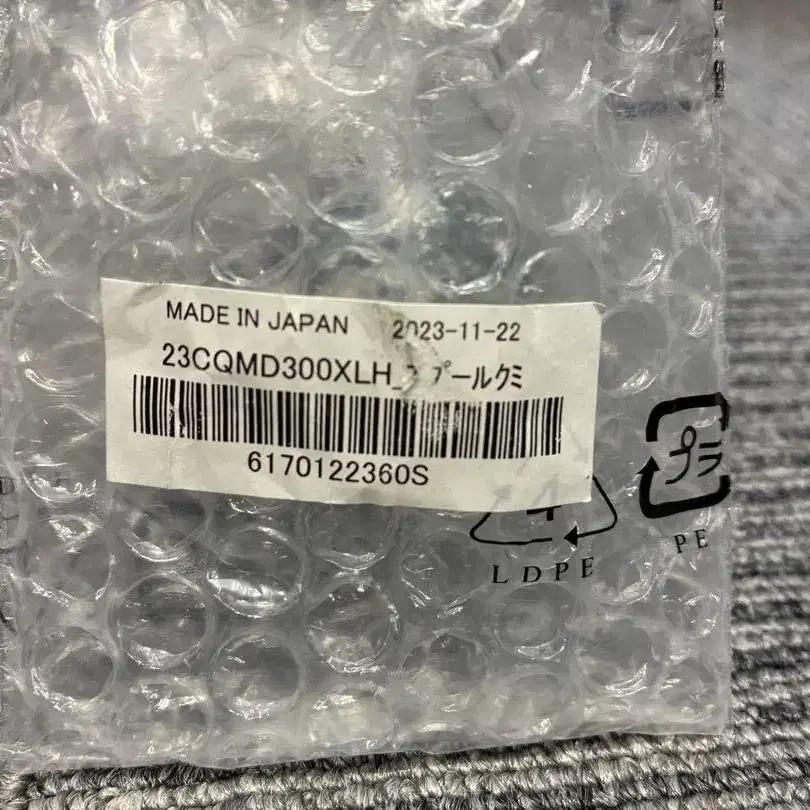 MADE IN JAPAN 2023-11-22
23CQMD300XLH_ｽﾌﾟｰﾙｸﾐ
6170122360S
4
LDPE
プラ
PE